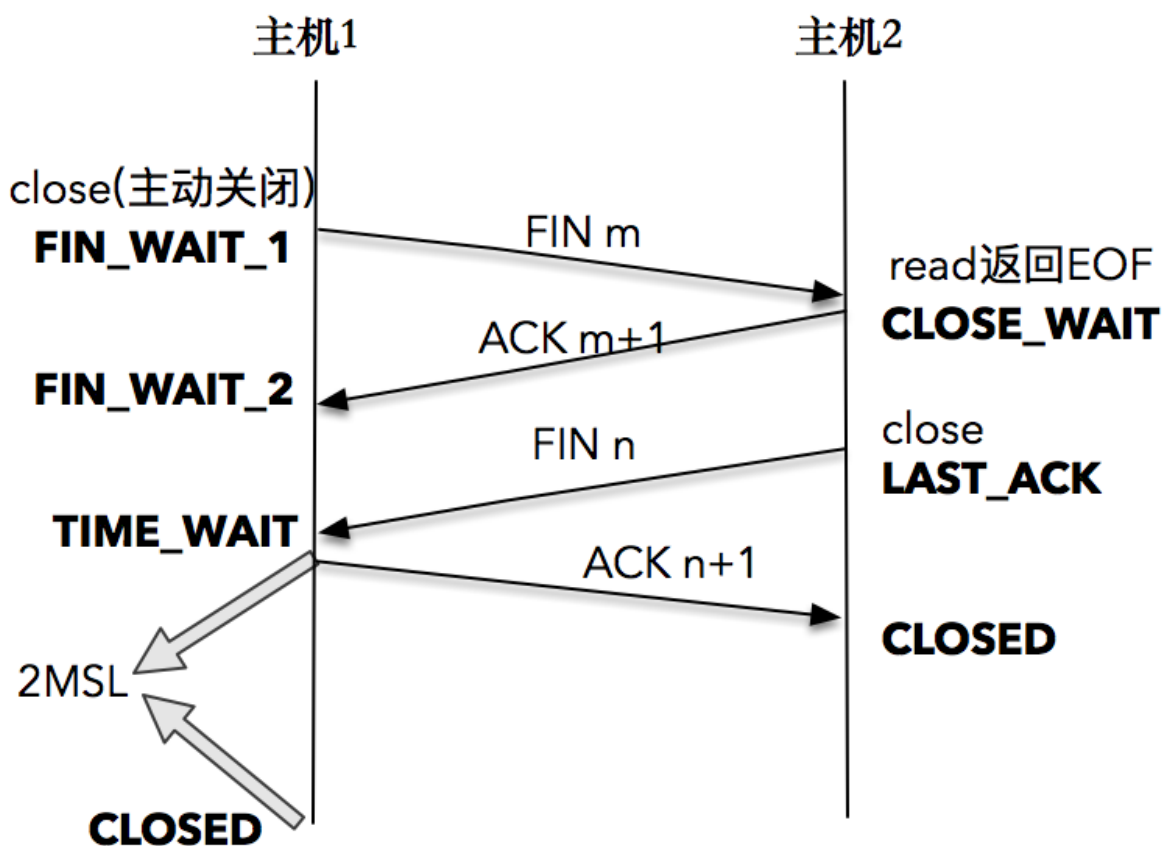 主机1
主机2
close(主动关闭)
FIN_WAIT_1
FIN m
read返回EOF
CLOSE_WAIT
ACK m+1
FIN_WAIT_2
close
FIN n
LAST_ACK
TIME_WAIT
ACK n+1
CLOSED
2MSL
CLOSED